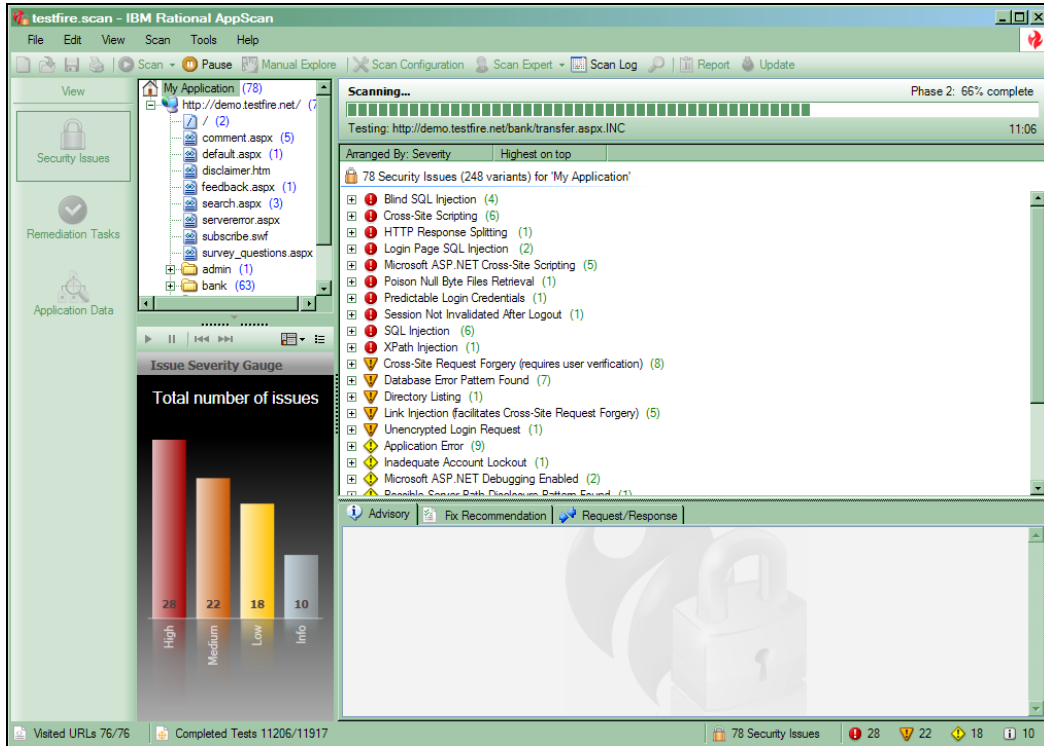 testfire.scan - IBM Rational AppScan
File Edit View Scan Tools Help
Scan Pause Manual Explore Scan Configuration Scan Expert Scan Log Report Update
View
Security Issues
Remediation Tasks
Application Data
My Application (78)
http://demo.testfire.net/ (7
/ (2)
comment.aspx (5)
default.aspx (1)
disclaimer.htm
feedback.aspx (1)
search.aspx (3)
servererror.aspx
subscribe.swf
survey_questions.aspx
admin (1)
bank (63)
Issue Severity Gauge
Total number of issues
28 22 18 10
High Medium Low Info
Scanning... Phase 2: 66% complete
Testing: http://demo.testfire.net/bank/transfer.aspx.INC 11:06
Arranged By: Severity Highest on top
78 Security Issues (248 variants) for 'My Application'
Blind SQL Injection (4)
Cross-Site Scripting (6)
HTTP Response Splitting (1)
Login Page SQL Injection (2)
Microsoft ASP.NET Cross-Site Scripting (5)
Poison Null Byte Files Retrieval (1)
Predictable Login Credentials (1)
Session Not Invalidated After Logout (1)
SQL Injection (6)
XPath Injection (1)
Cross-Site Request Forgery (requires user verification) (8)
Database Error Pattern Found (7)
Directory Listing (1)
Link Injection (facilitates Cross-Site Request Forgery) (5)
Unencrypted Login Request (1)
Application Error (9)
Inadequate Account Lockout (1)
Microsoft ASP.NET Debugging Enabled (2)
Possible Server Path Disclosure Pattern Found (1)
Advisory Fix Recommendation Request/Response
Visited URLs 76/76 Completed Tests 11206/11917 78 Security Issues 28 22 18 10